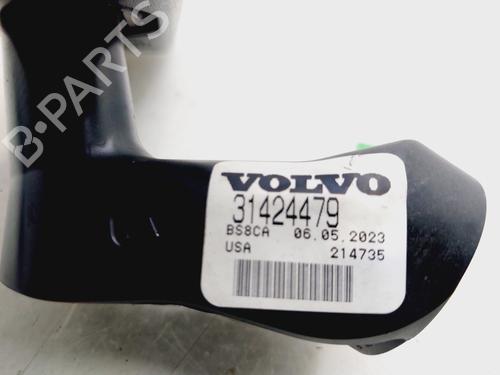 VOLVO
31424479
BS8CA 06.05.2023
USA 214735
B-PARTS